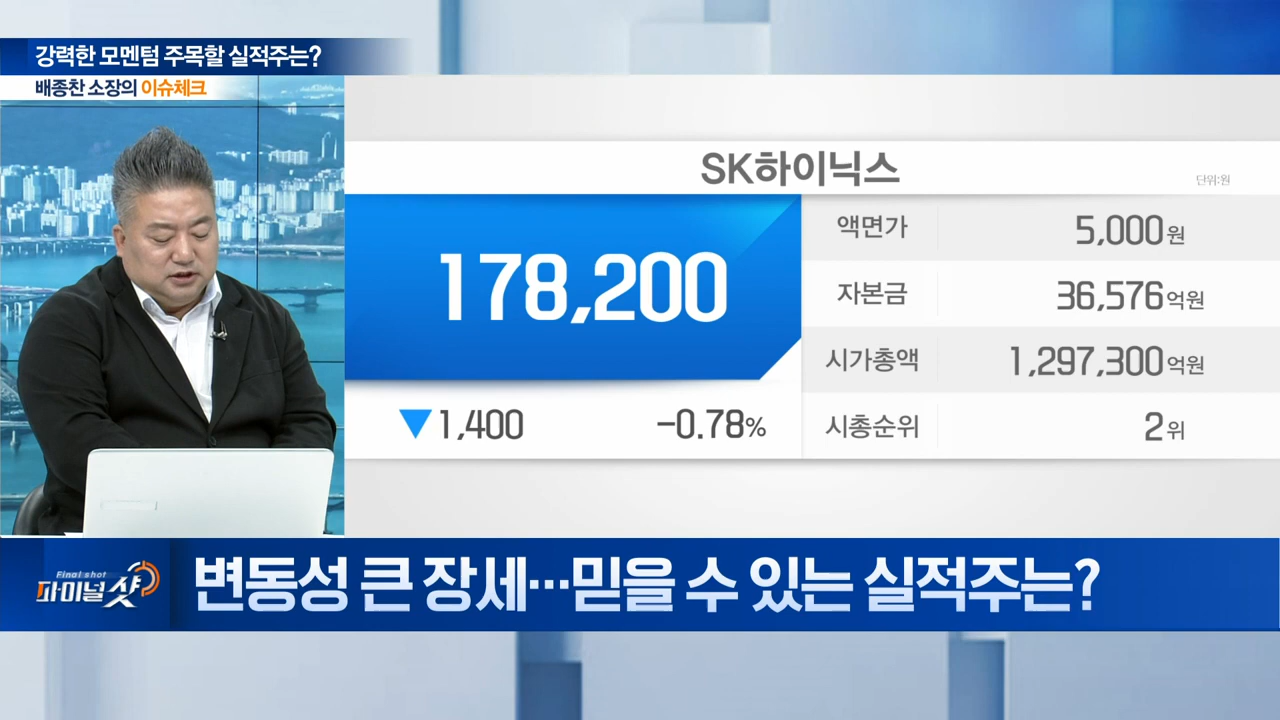 강력한 모멘텀 주목할 실적주는?
배종찬 소장의 이슈체크
SK하이닉스
단위:원
178,200
▼1,400 -0.78%
액면가 5,000원
자본금 36,576억원
시가총액 1,297,300억원
시총순위 2위
Final shot
파이널샷
변동성 큰 장세…믿을 수 있는 실적주는?